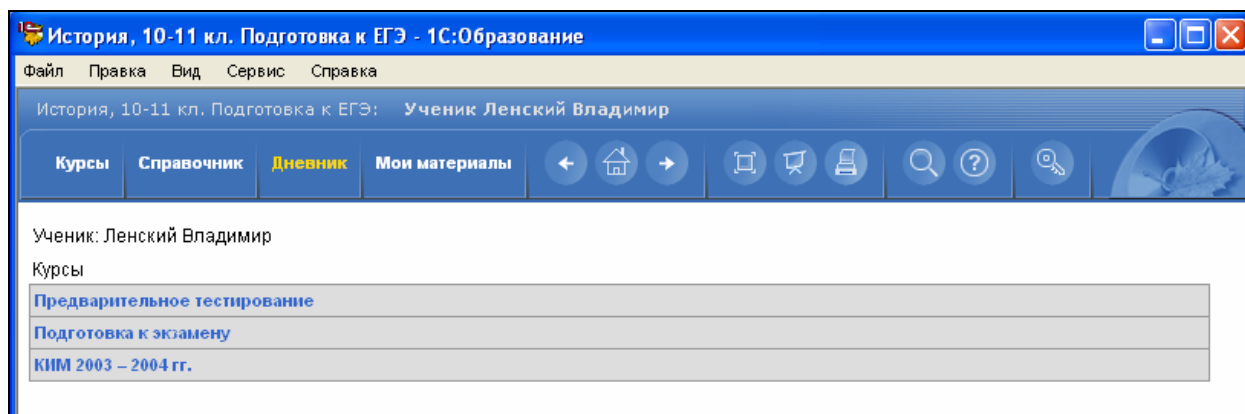 История, 10-11 кл. Подготовка к ЕГЭ - 1С:Образование
Файл Правка Вид Сервис Справка
История, 10-11 кл. Подготовка к ЕГЭ: Ученик Ленский Владимир
Курсы Справочник Дневник Мои материалы
Ученик: Ленский Владимир
Курсы
Предварительное тестирование
Подготовка к экзамену
КИМ 2003 – 2004 гг.